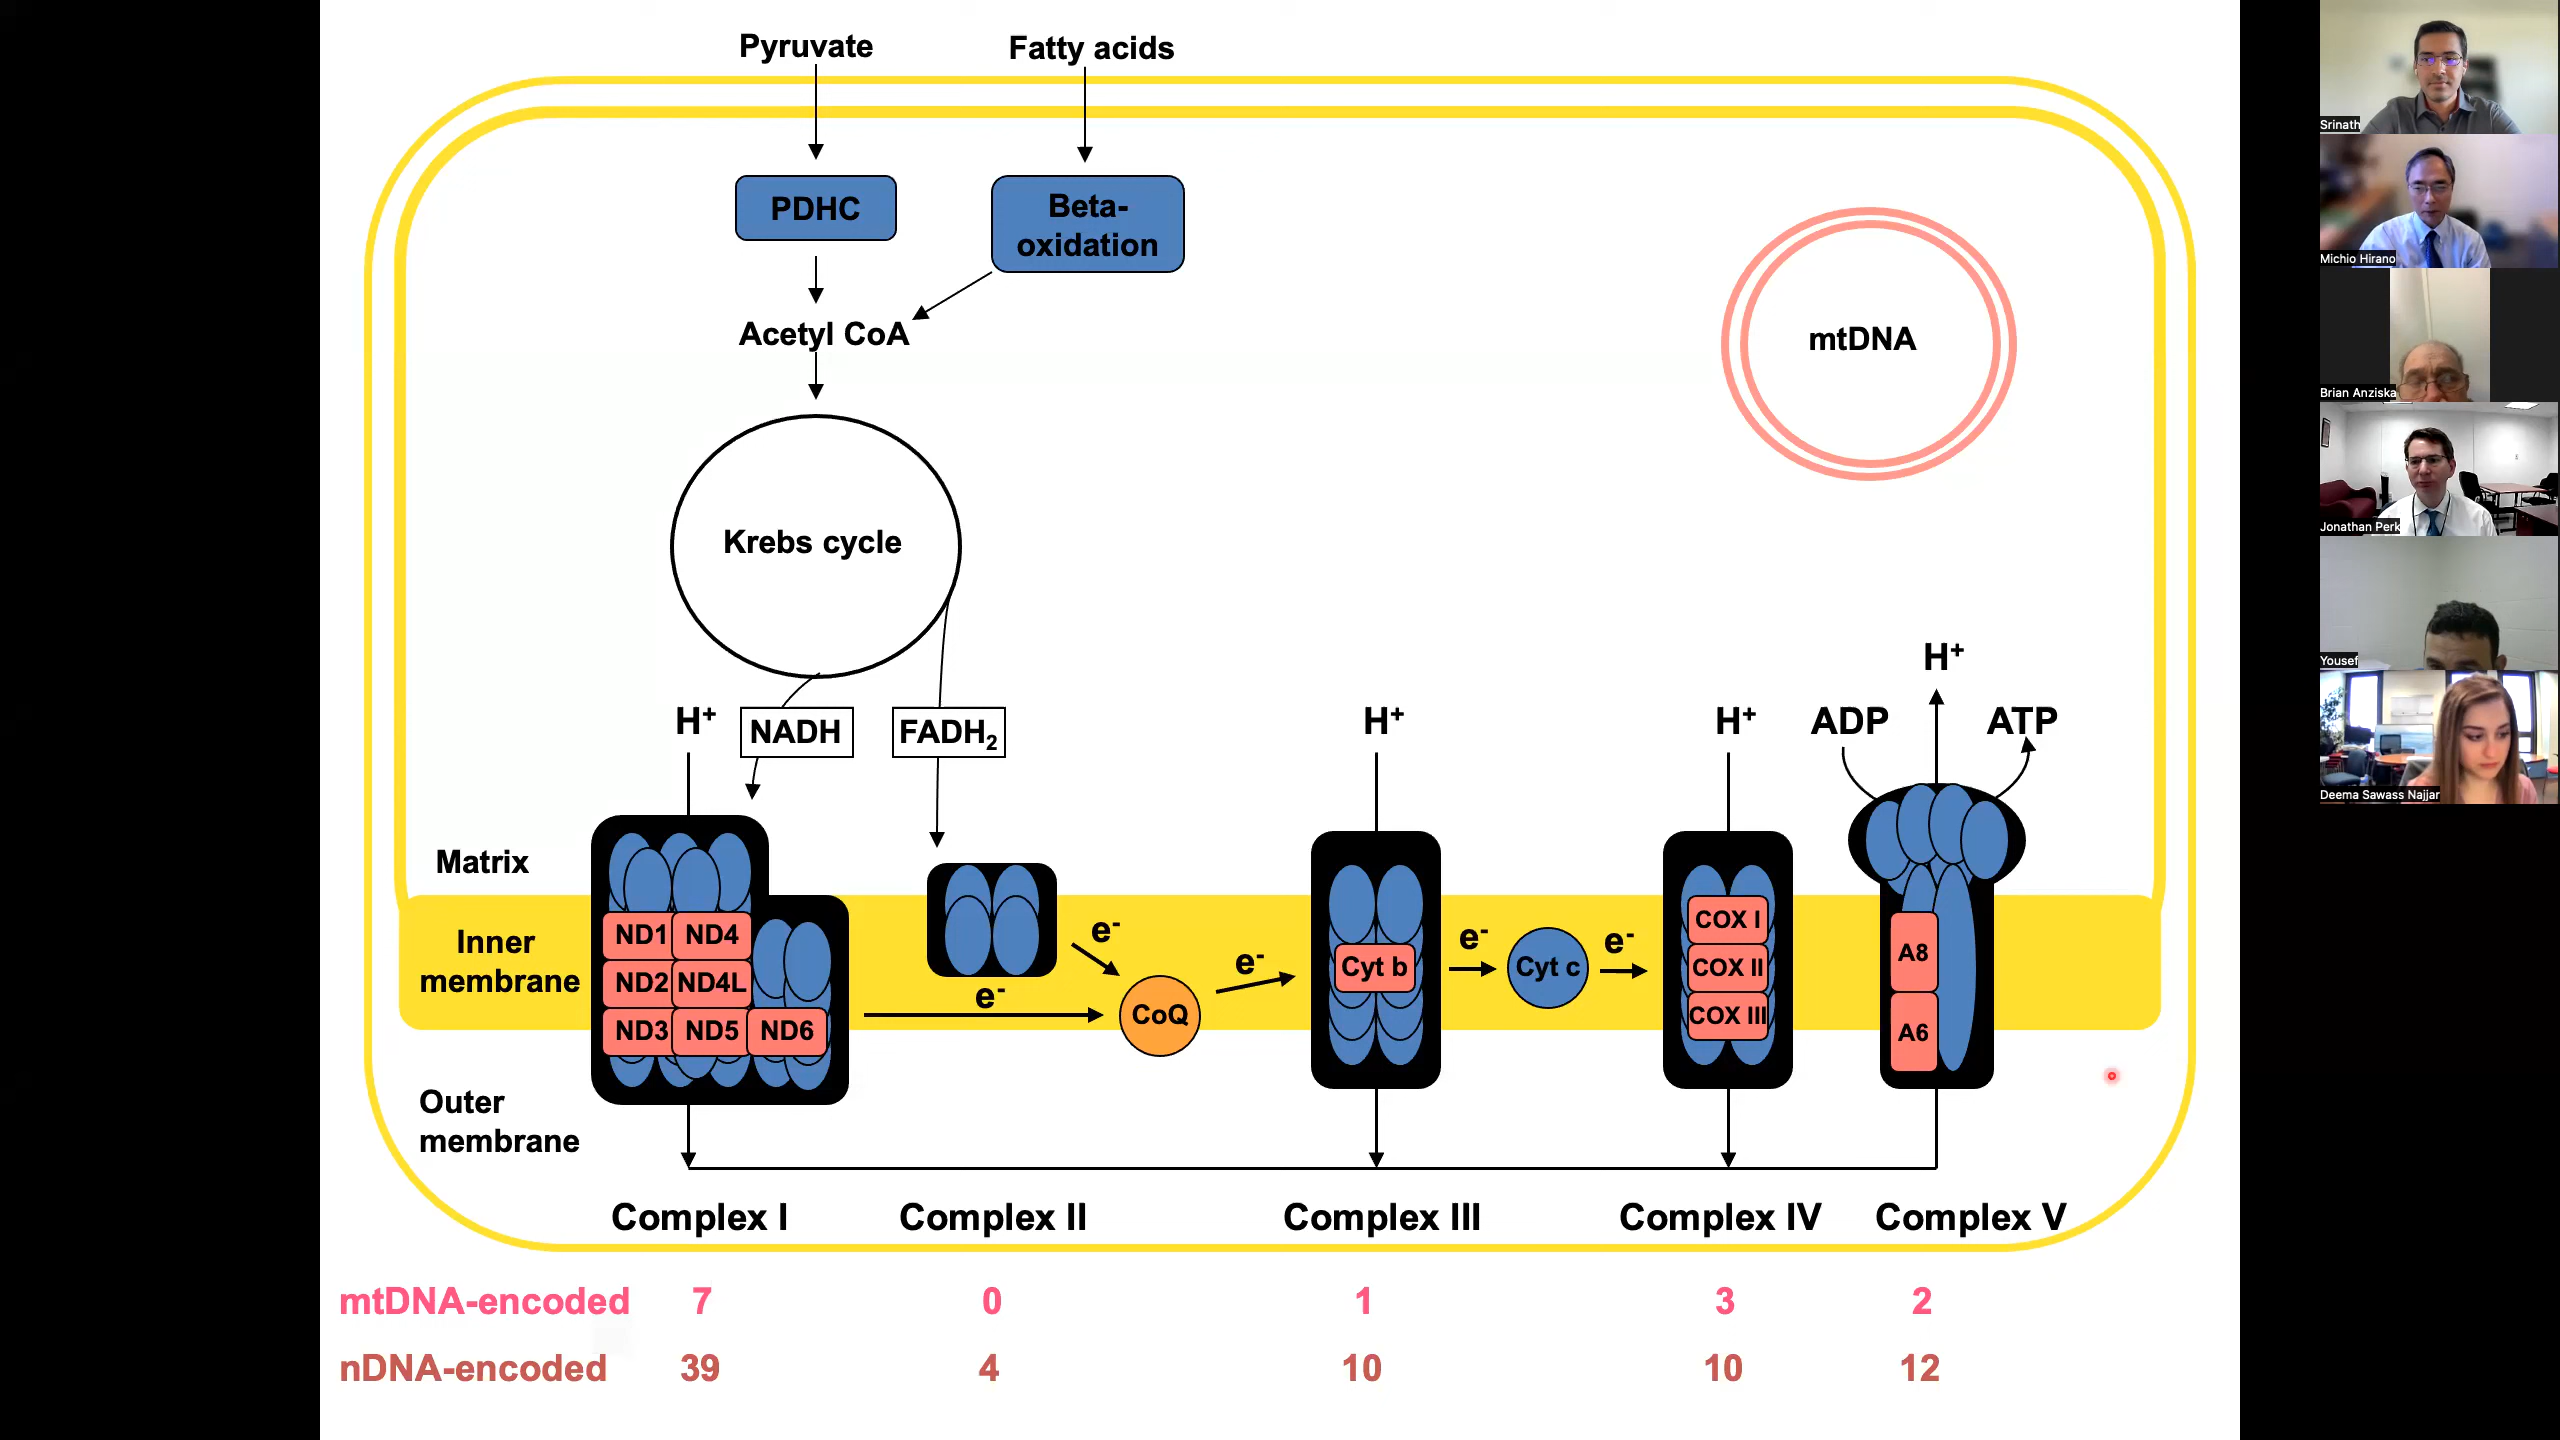 Pyruvate
Fatty acids
PDHC
Beta-
oxidation
Acetyl CoA
mtDNA
Krebs cycle
H+
NADH
FADH2
H+
H+
ADP
H+
ATP
Matrix
Inner
membrane
Outer
membrane
ND1 ND4
ND2 ND4L
ND3 ND5 ND6
e-
e-
CoQ
e-
Cyt b
e-
Cyt c
e-
COX I
COX II
COX III
A8
A6
Complex I Complex II Complex III Complex IV Complex V
mtDNA-encoded 7 0 1 3 2
nDNA-encoded 39 4 10 10 12
Srinath
Michio Hirano
Brian Anziska
Jonathan Perk
Yousef
Deema Sawass Najjar